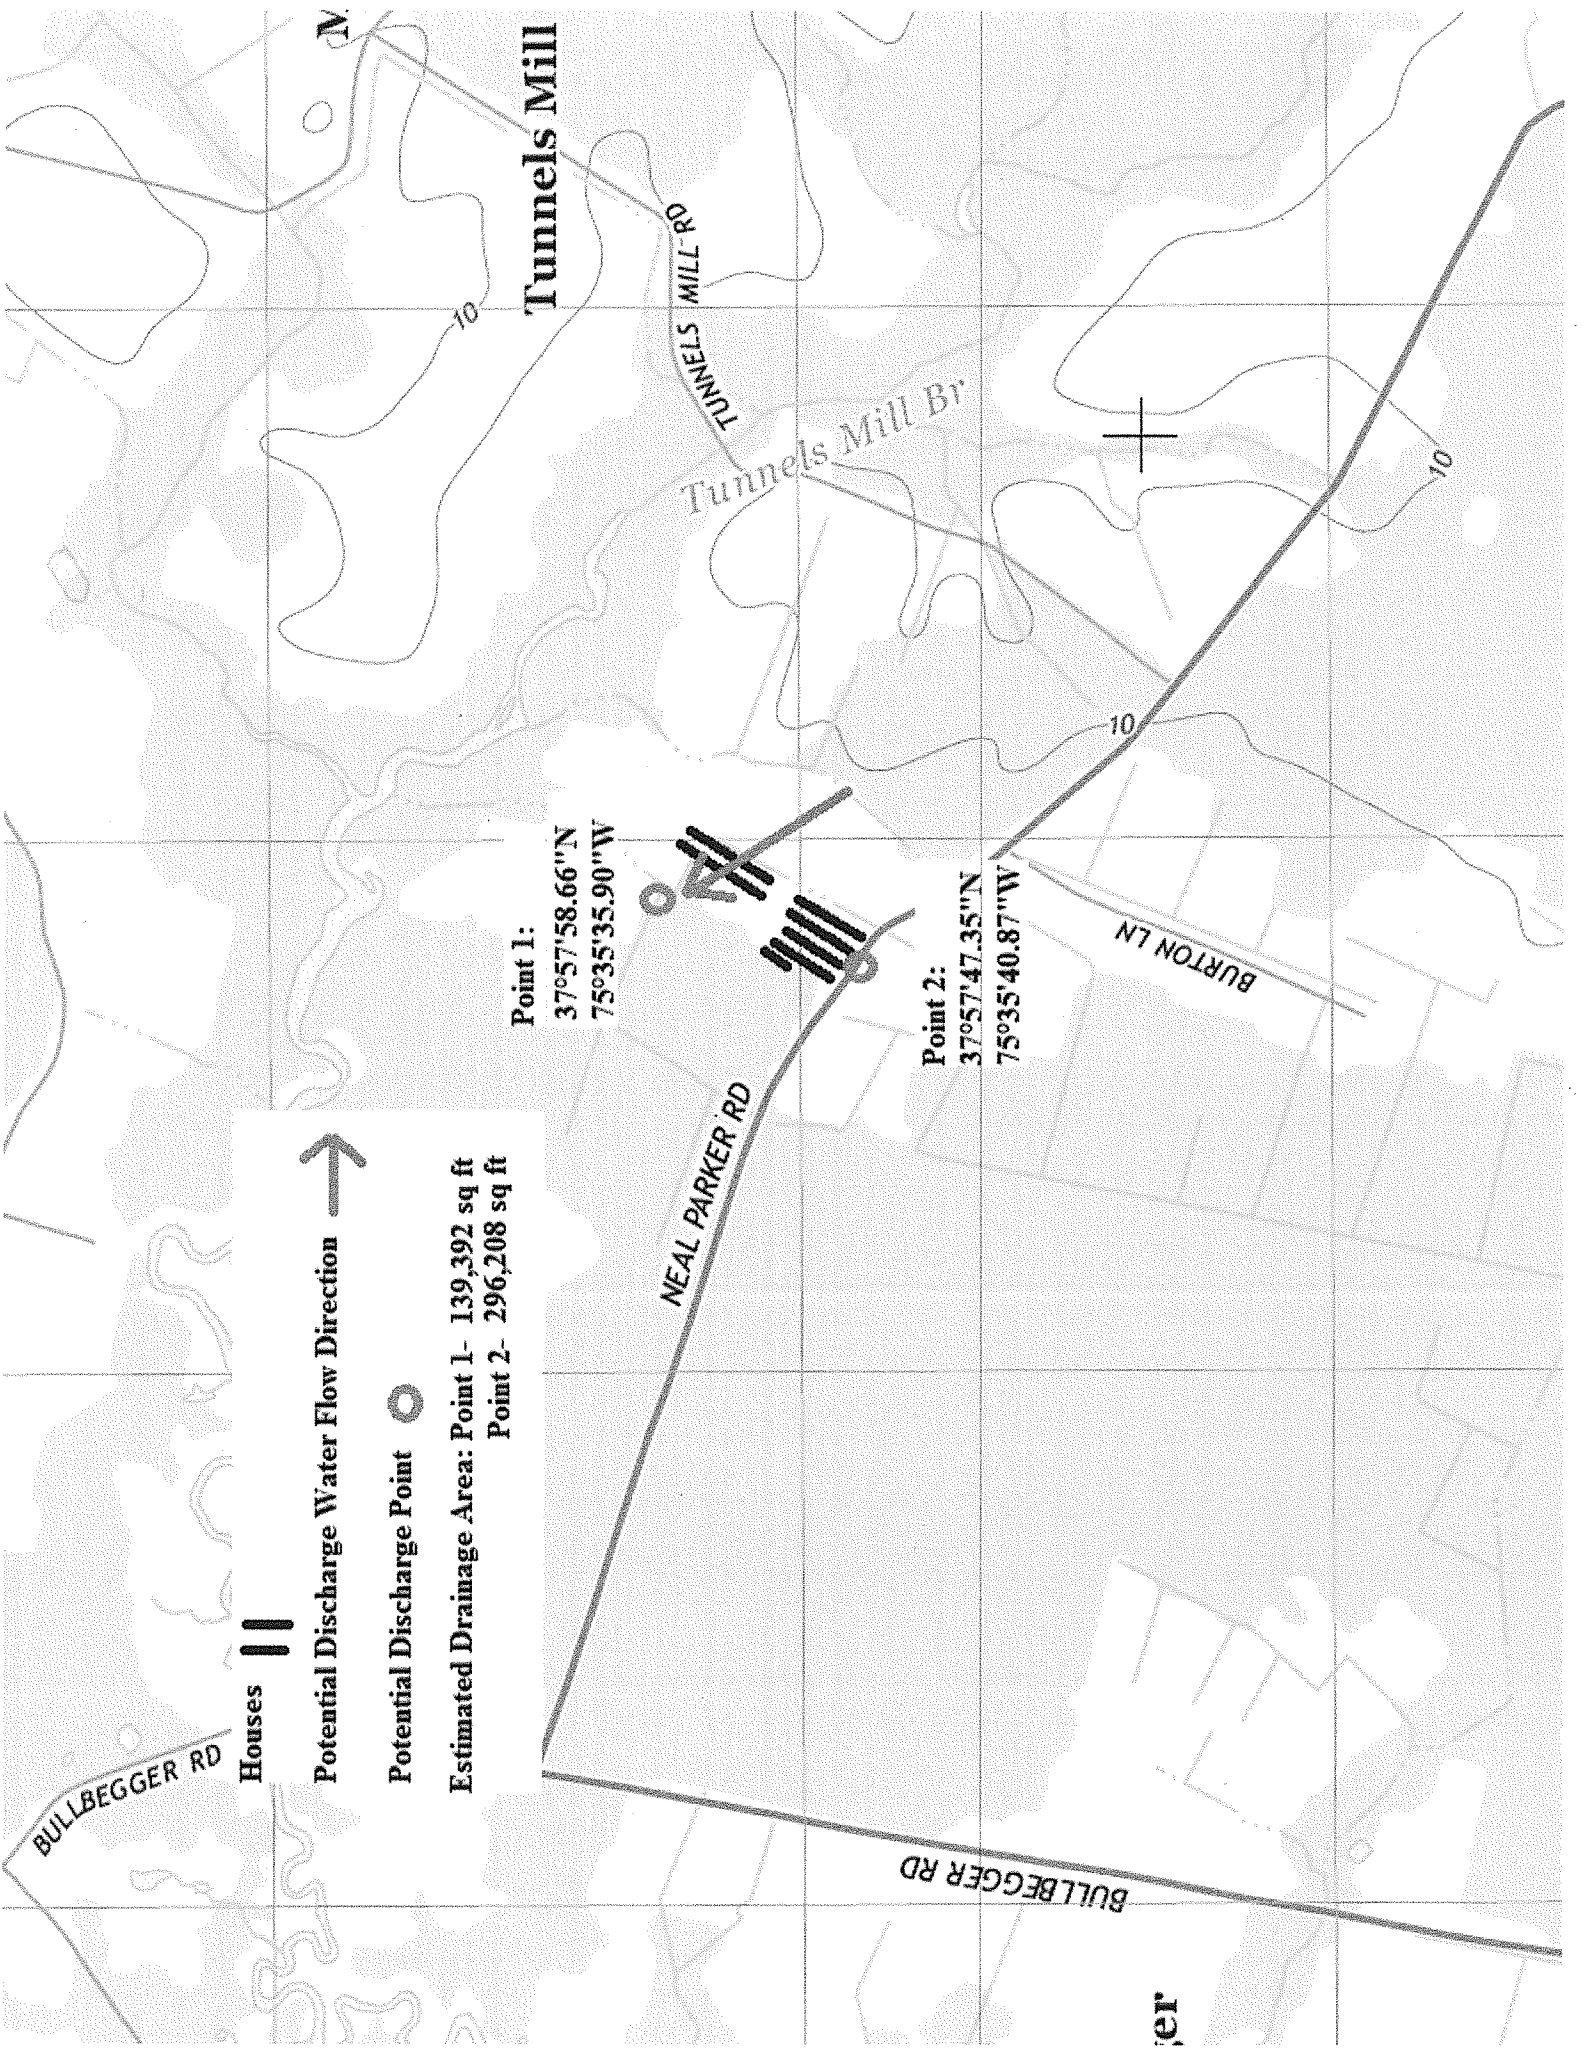 BULLBEGGER RD
Houses
Potential Discharge Water Flow Direction
Potential Discharge Point
Estimated Drainage Area: Point 1- 139,392 sq ft
Point 2- 296,208 sq ft
M
Tunnels Mill
10
Point 1:
37°57'58.66"N
75°35'35.90"W
TUNNELS MILL RD
Tunnels Mill Br
NEAL PARKER RD
Point 2:
37°57'47.35"N
75°35'40.87"W
10
BURTON LN
10
BULLBEGGER RD
ger